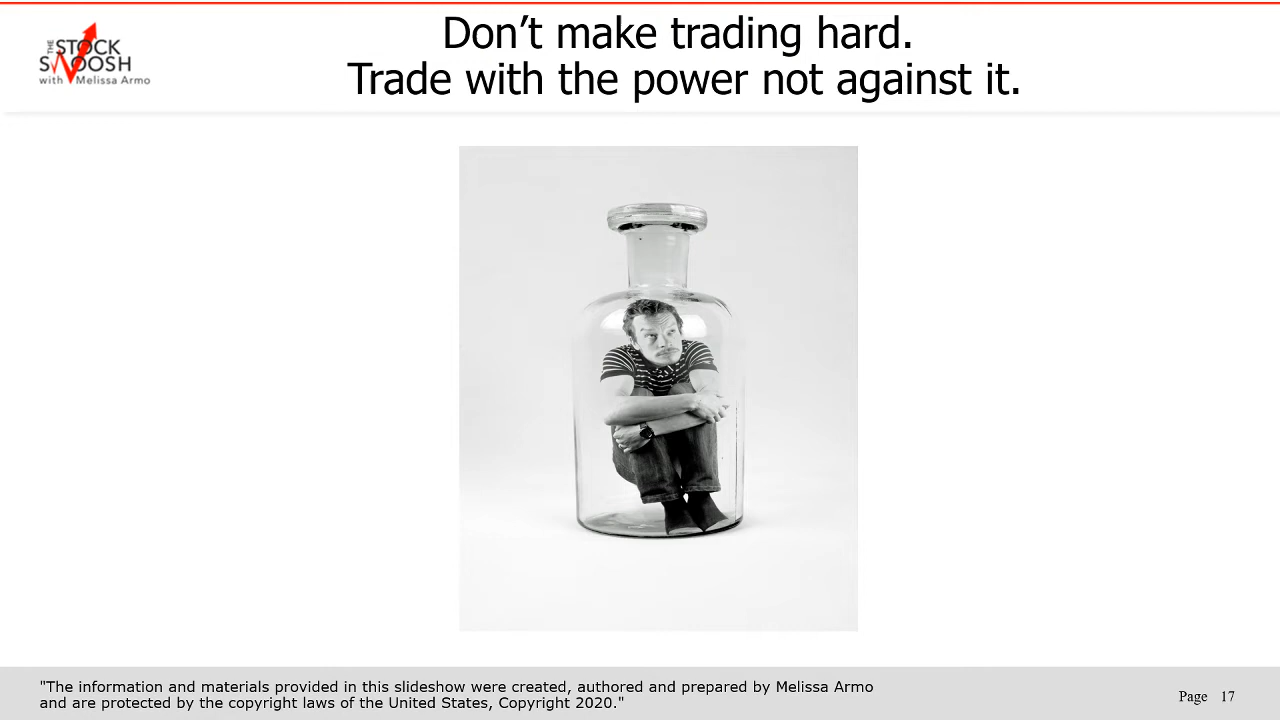 THE
STOCK
SWOOSH
with Melissa Armo
Don’t make trading hard.
Trade with the power not against it.
"The information and materials provided in this slideshow were created, authored and prepared by Melissa Armo
and are protected by the copyright laws of the United States, Copyright 2020."
Page 17